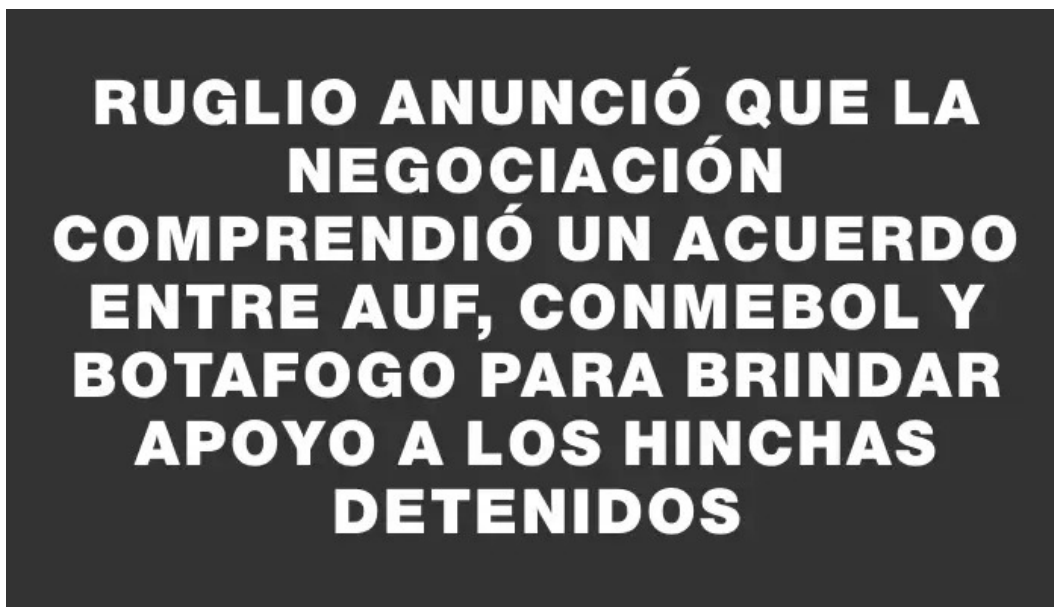 RUGLIO ANUNCIÓ QUE LA
NEGOCIACIÓN
COMPRENDIÓ UN ACUERDO
ENTRE AUF, CONMEBOL Y
BOTAFOGO PARA BRINDAR
APOYO A LOS HINCHAS
DETENIDOS